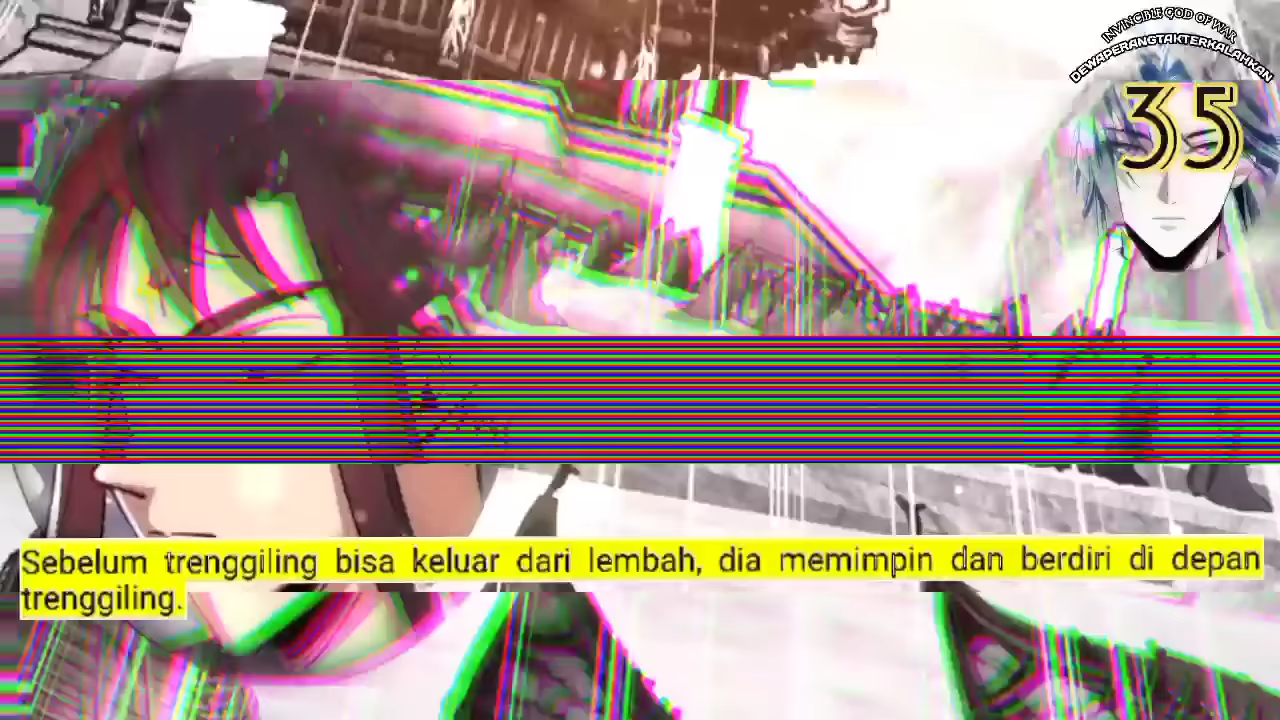 INVINCIBLE GOD OF WAR
DEWAPERANGTAKTERKALAHKAN
35
Sebelum trenggiling bisa keluar dari lembah, dia memimpin dan berdiri di depan
trenggiling.